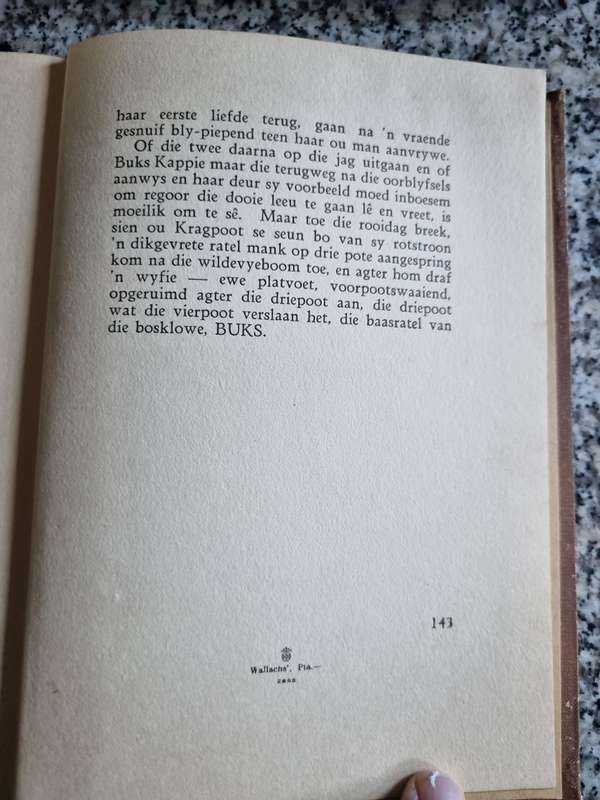 haar eerste liefde terug, gaan na 'n vraende
gesnuif bly-piepend teen haar ou man aanvrywe.
Of die twee daarna op die jag uitgaan en of
Buks Kappie maar die terugweg na die oorblyfsels
aanwys en haar deur sy voorbeeld moed inboesem
om regoor die dooie leeu te gaan lê en vreet, is
moeilik om te sê. Maar toe die rooidag breek,
sien ou Kragpoot se seun bo van sy rotstroon
'n dikgevrete ratel mank op drie pote aangespring
kom na die wildevyeboom toe, en agter hom draf
'n wyfie — ewe platvoet, voorpootswaaiend,
opgeruimd agter die driepoot aan, die driepoot
wat die vierpoot verslaan het, die baasratel van
die bosklowe, BUKS.
143
Wallachs', Pta.—